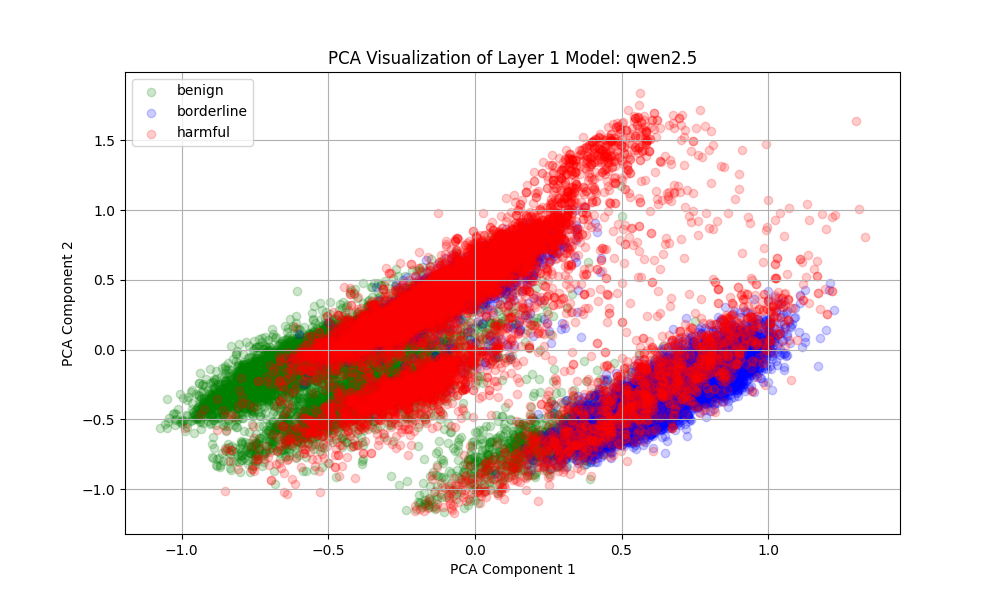 PCA Visualization of Layer 1 Model: qwen2.5
benign
borderline
harmful
1.5
1.0
0.5
0.0
−0.5
−1.0
PCA Component 2
−1.0 −0.5 0.0 0.5 1.0
PCA Component 1